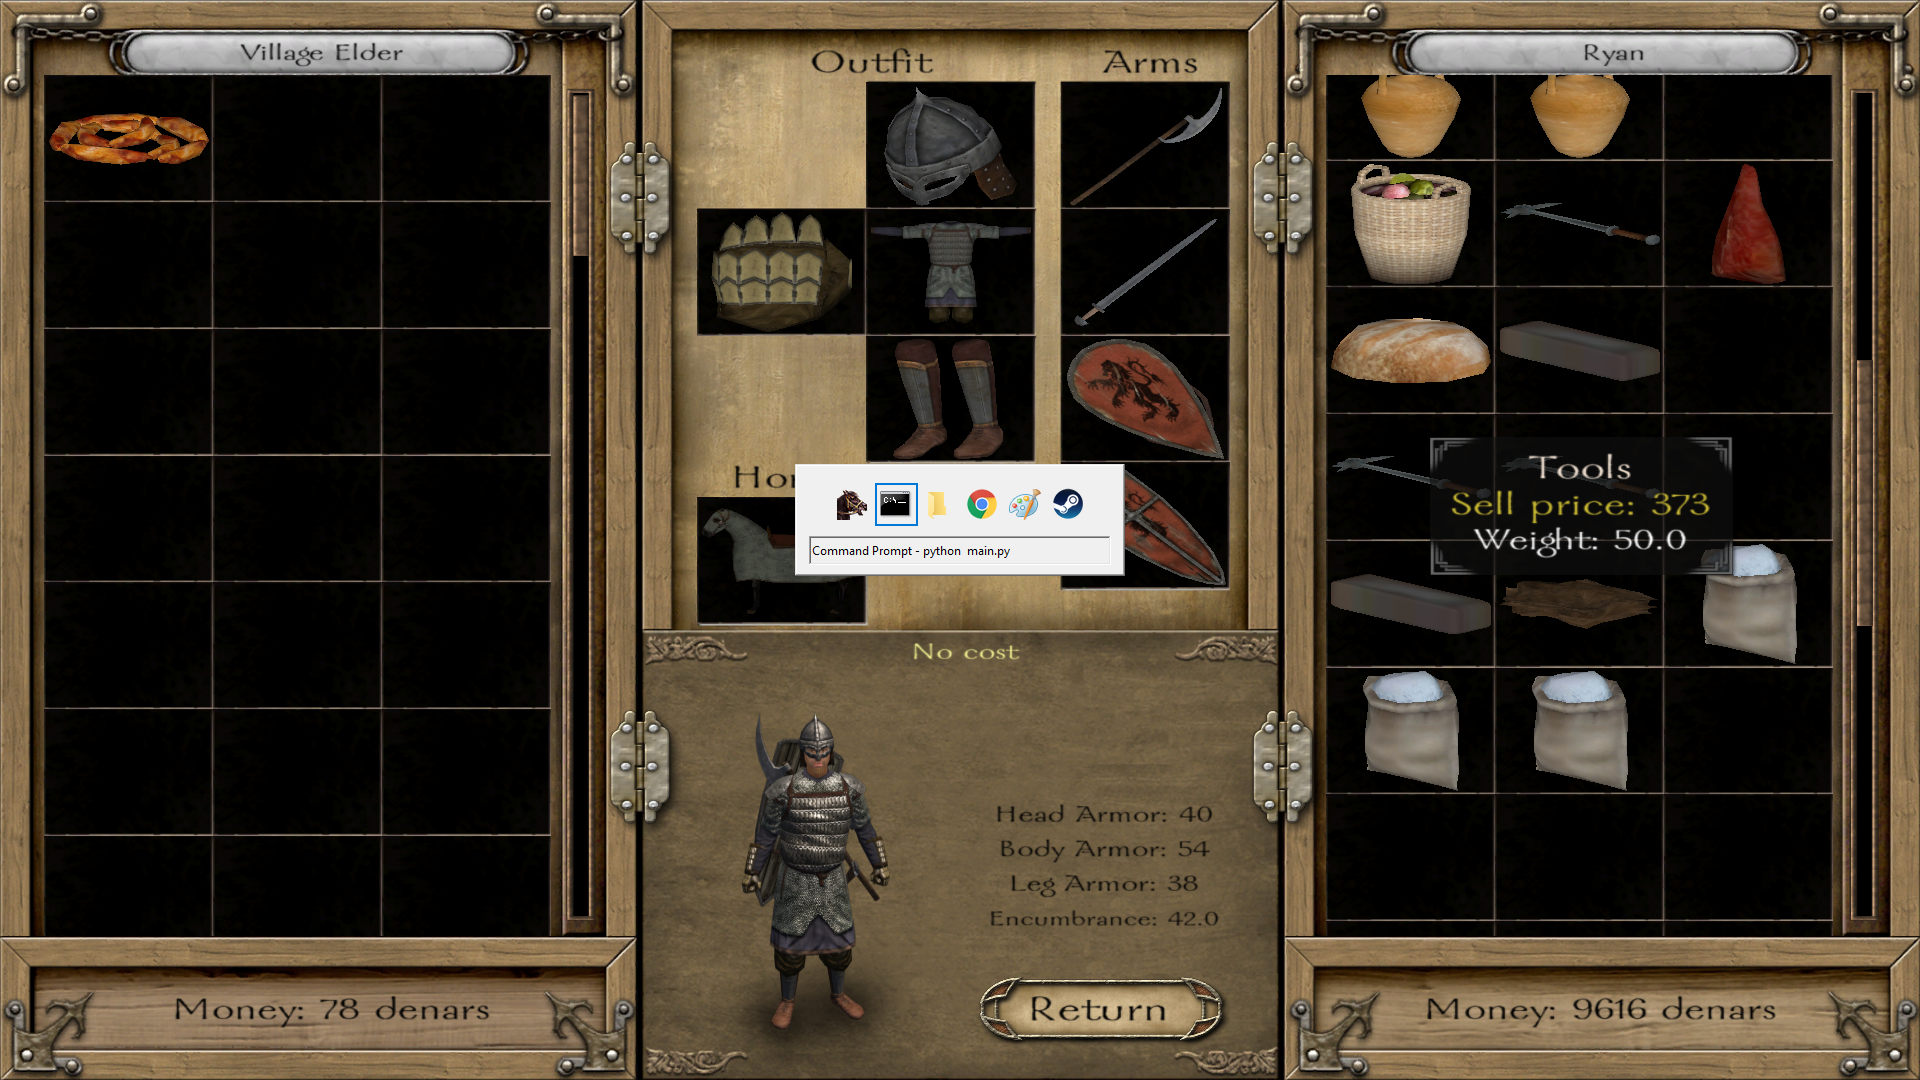 Village Elder
Outfit
Arms
Ryan
Tools
Sell price: 373
Weight: 50.0
C:\
Command Prompt - python main.py
No cost
Head Armor: 40
Body Armor: 54
Leg Armor: 38
Encumbrance: 42.0
Return
Money: 78 denars
Money: 9616 denars